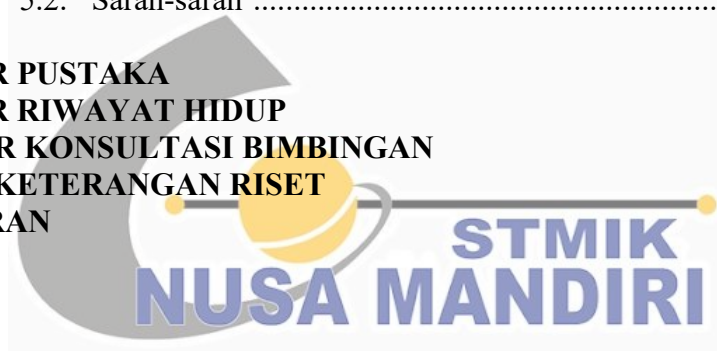 5.2. Saran-saran ................................................................
R PUSTAKA
R RIWAYAT HIDUP
R KONSULTASI BIMBINGAN
KETERANGAN RISET
RAN
STMIK
NUSA MANDIRI